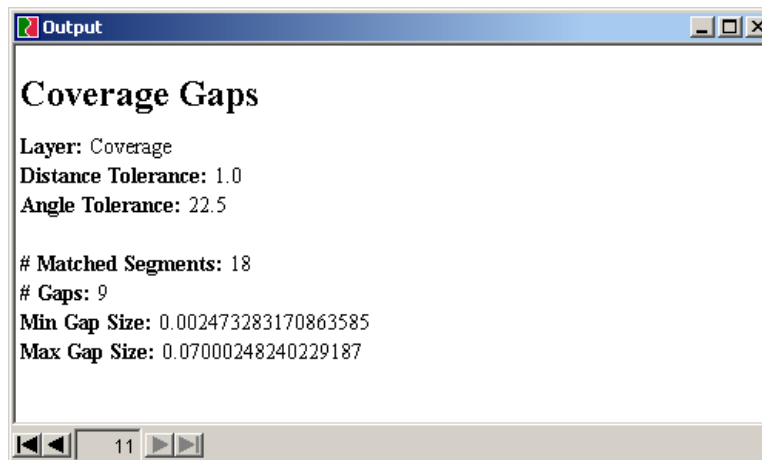 Output
Coverage Gaps
Layer: Coverage
Distance Tolerance: 1.0
Angle Tolerance: 22.5
# Matched Segments: 18
# Gaps: 9
Min Gap Size: 0.002473283170863585
Max Gap Size: 0.07000248240229187
11